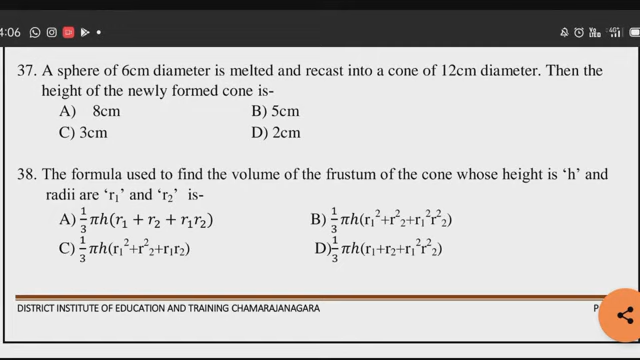 4:06
37. A sphere of 6cm diameter is melted and recast into a cone of 12cm diameter. Then the
height of the newly formed cone is-
A) 8cm B) 5cm
C) 3cm D) 2cm
38. The formula used to find the volume of the frustum of the cone whose height is 'h' and
radii are 'r₁' and 'r₂' is-
A) 1/3 πh(r₁ + r₂ + r₁r₂) B) 1/3 πh(r₁²+r²₂+r₁²r²₂)
C) 1/3 πh(r₁²+r²₂+r₁r₂) D) 1/3 πh(r₁+r₂+r₁²r²₂)
DISTRICT INSTITUTE OF EDUCATION AND TRAINING CHAMARAJANAGARA P